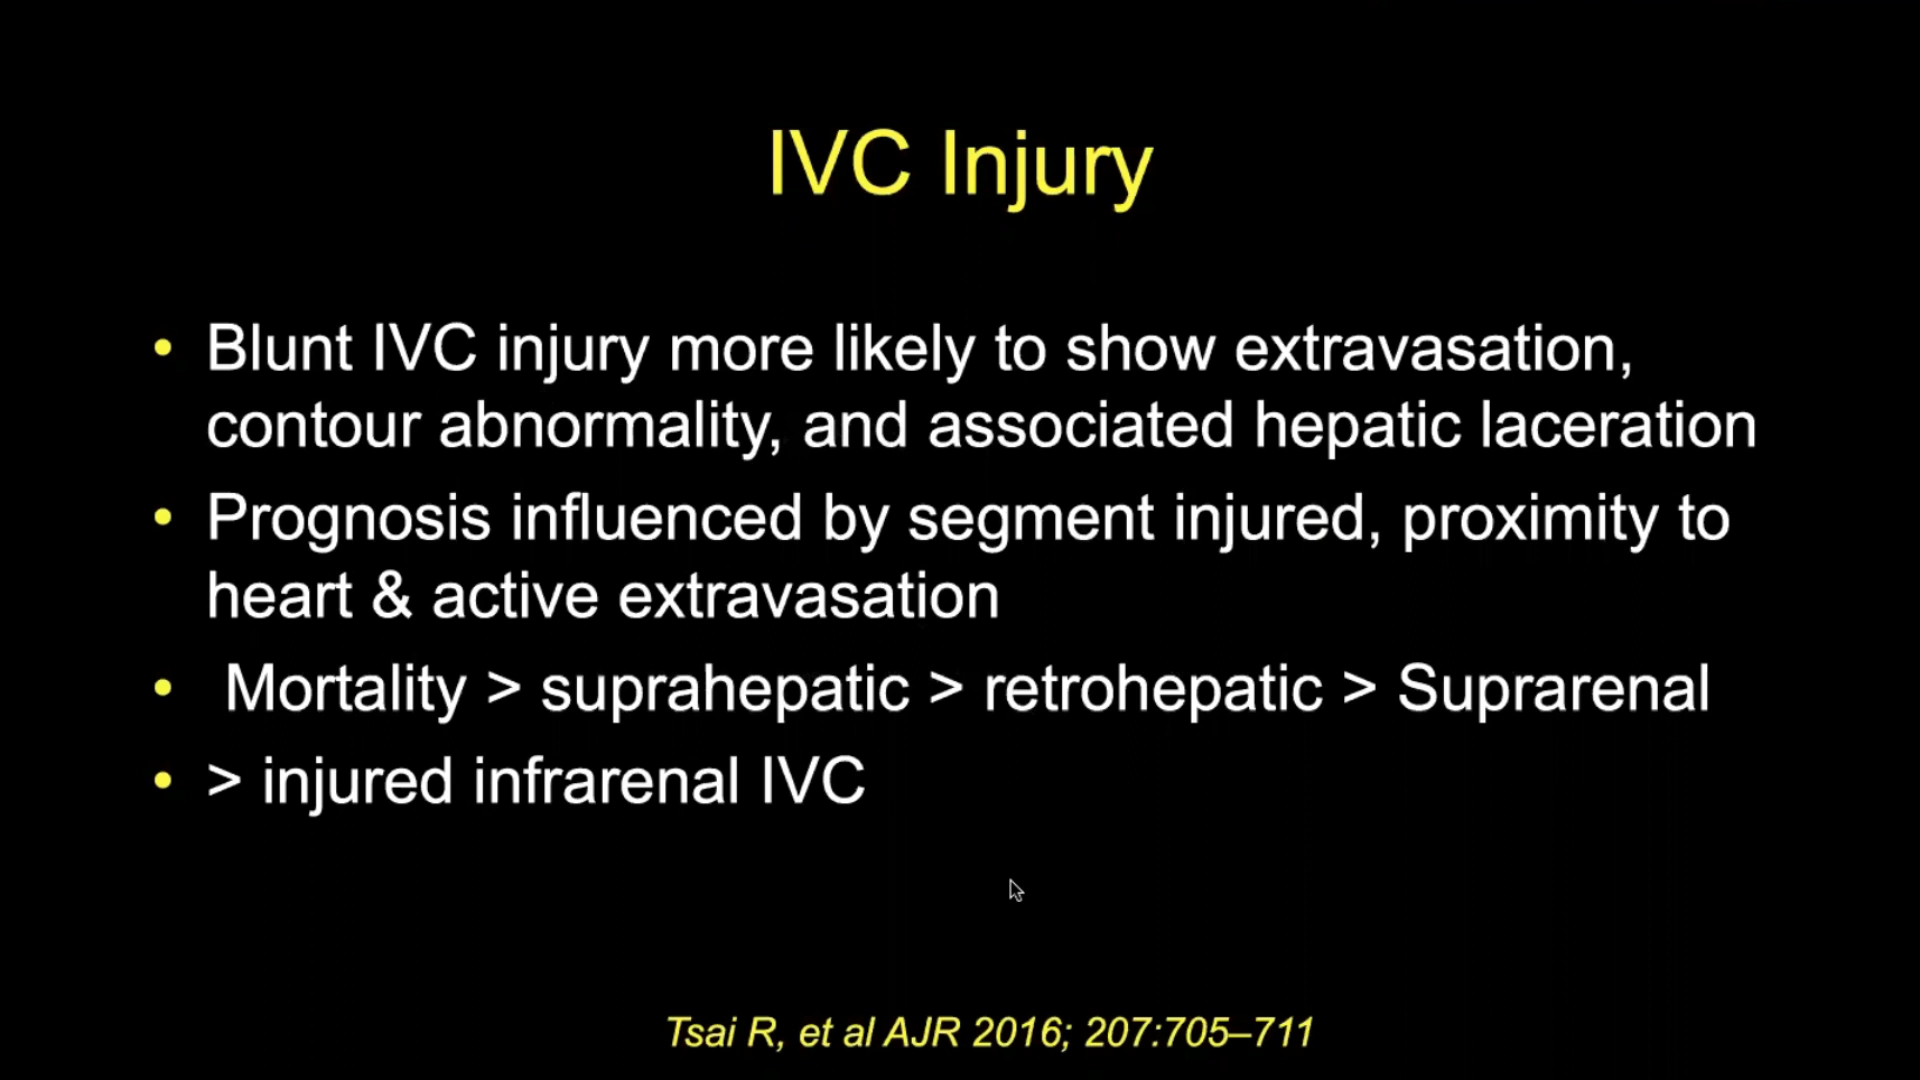 IVC Injury
• Blunt IVC injury more likely to show extravasation,
contour abnormality, and associated hepatic laceration
• Prognosis influenced by segment injured, proximity to
heart & active extravasation
• Mortality > suprahepatic > retrohepatic > Suprarenal
• > injured infrarenal IVC
Tsai R, et al AJR 2016; 207:705–711